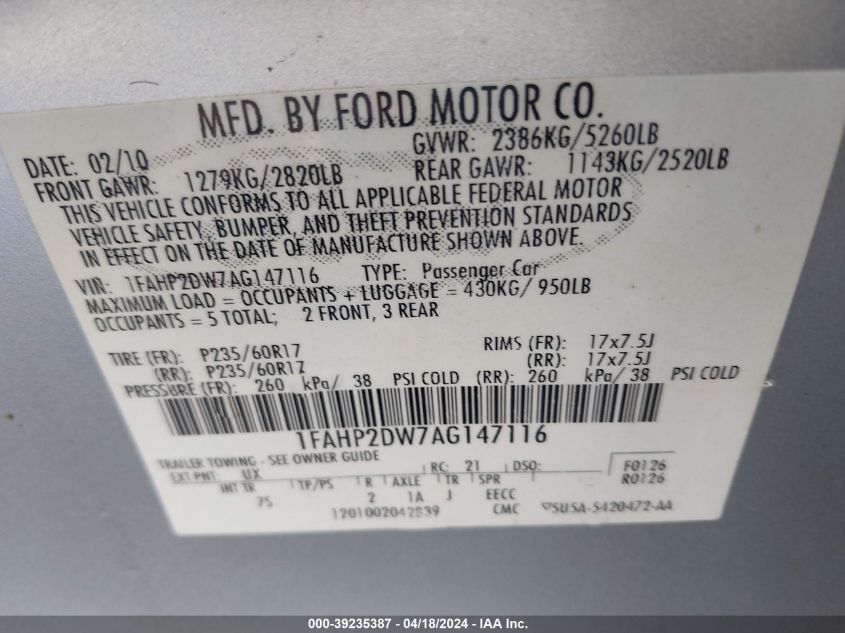 MFD. BY FORD MOTOR CO.
DATE: 02/10 GVWR: 2386KG/5260LB
FRONT GAWR: 1279KG/2820LB REAR GAWR: 1143KG/2520LB
THIS VEHICLE CONFORMS TO ALL APPLICABLE FEDERAL MOTOR
VEHICLE SAFETY, BUMPER, AND THEFT PREVENTION STANDARDS
IN EFFECT ON THE DATE OF MANUFACTURE SHOWN ABOVE.
VIN: 1FAHP2DW7AG147116 TYPE: Passenger Car
MAXIMUM LOAD = OCCUPANTS + LUGGAGE = 430KG/ 950LB
OCCUPANTS = 5 TOTAL; 2 FRONT, 3 REAR
TIRE (FR): P235/60R17 RIMS (FR): 17x7.5J
(RR): P235/60R17 (RR): 17x7.5J
PRESSURE (FR): 260 kPa/ 38 PSI COLD (RR): 260 kPa/ 38 PSI COLD
1FAHP2DW7AG147116
TRAILER TOWING - SEE OWNER GUIDE
EXT PNT: UX RC: 21 DSO: F0126
INT TR TP/PS R AXLE TR SPR R0126
7S 2 1A J EECC
1201002042839 CMC 5U5A-5420472-AA
000-39235387 - 04/18/2024 - IAA Inc.